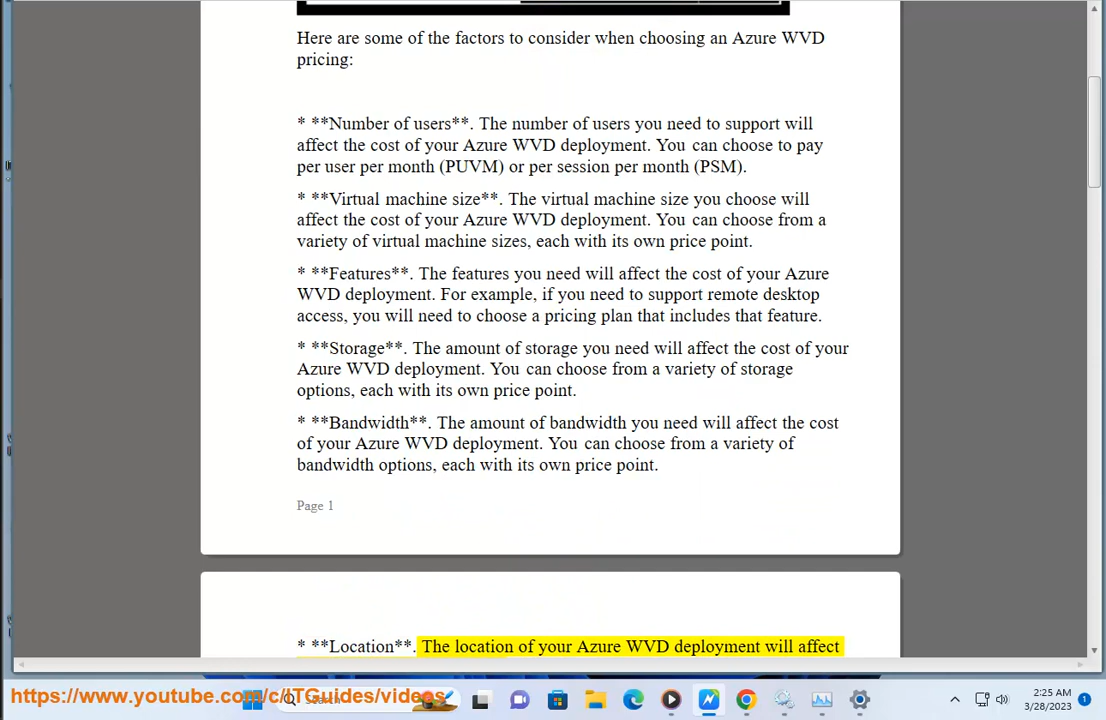 Here are some of the factors to consider when choosing an Azure WVD
pricing:
* **Number of users**. The number of users you need to support will
affect the cost of your Azure WVD deployment. You can choose to pay
per user per month (PUVM) or per session per month (PSM).
* **Virtual machine size**. The virtual machine size you choose will
affect the cost of your Azure WVD deployment. You can choose from a
variety of virtual machine sizes, each with its own price point.
* **Features**. The features you need will affect the cost of your Azure
WVD deployment. For example, if you need to support remote desktop
access, you will need to choose a pricing plan that includes that feature.
* **Storage**. The amount of storage you need will affect the cost of your
Azure WVD deployment. You can choose from a variety of storage
options, each with its own price point.
* **Bandwidth**. The amount of bandwidth you need will affect the cost
of your Azure WVD deployment. You can choose from a variety of
bandwidth options, each with its own price point.
Page 1
* **Location**. The location of your Azure WVD deployment will affect
https://www.youtube.com/c/ITGuides/videos
2:25 AM
3/28/2023
1